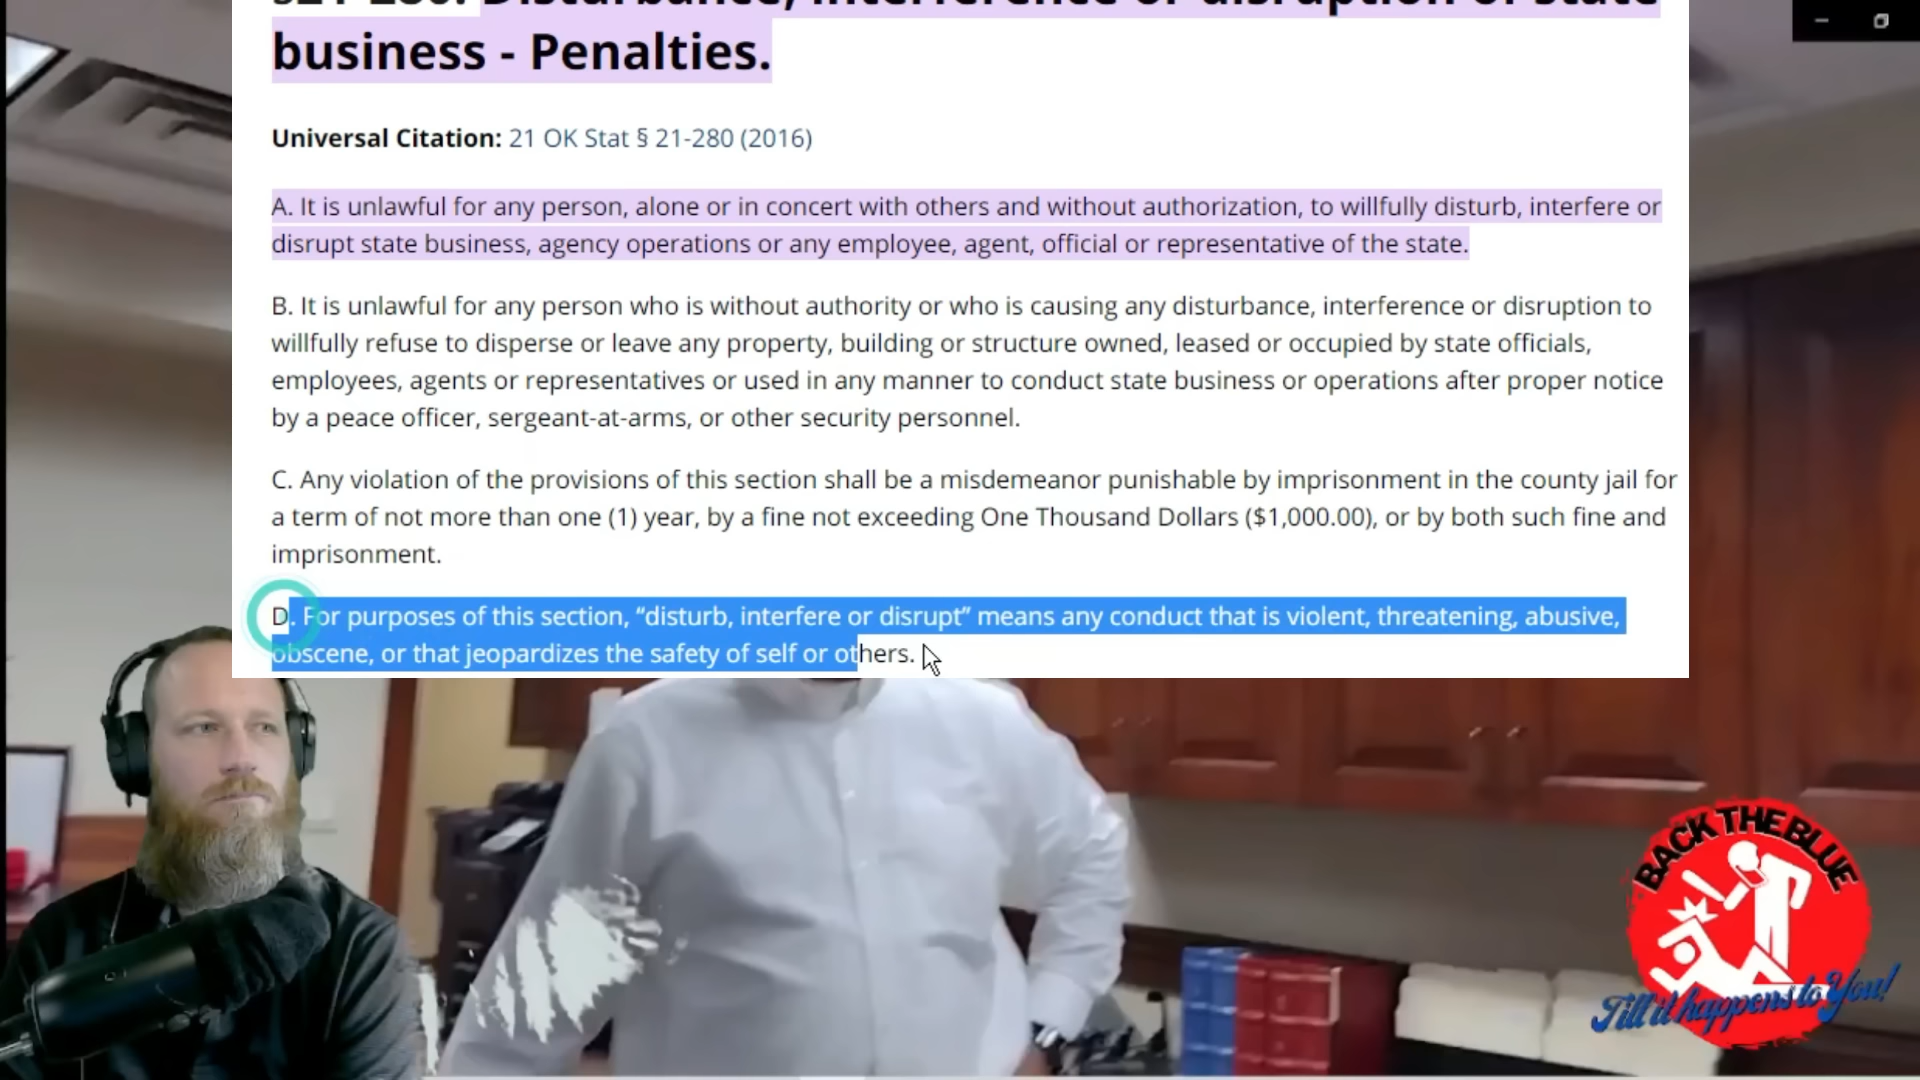 §21-280. Disturbance, interference or disruption of state
business - Penalties.
Universal Citation: 21 OK Stat § 21-280 (2016)
A. It is unlawful for any person, alone or in concert with others and without authorization, to willfully disturb, interfere or
disrupt state business, agency operations or any employee, agent, official or representative of the state.
B. It is unlawful for any person who is without authority or who is causing any disturbance, interference or disruption to
willfully refuse to disperse or leave any property, building or structure owned, leased or occupied by state officials,
employees, agents or representatives or used in any manner to conduct state business or operations after proper notice
by a peace officer, sergeant-at-arms, or other security personnel.
C. Any violation of the provisions of this section shall be a misdemeanor punishable by imprisonment in the county jail for
a term of not more than one (1) year, by a fine not exceeding One Thousand Dollars ($1,000.00), or by both such fine and
imprisonment.
D. For purposes of this section, “disturb, interfere or disrupt” means any conduct that is violent, threatening, abusive,
obscene, or that jeopardizes the safety of self or others.
BACK THE BLUE
Till it happens to You!